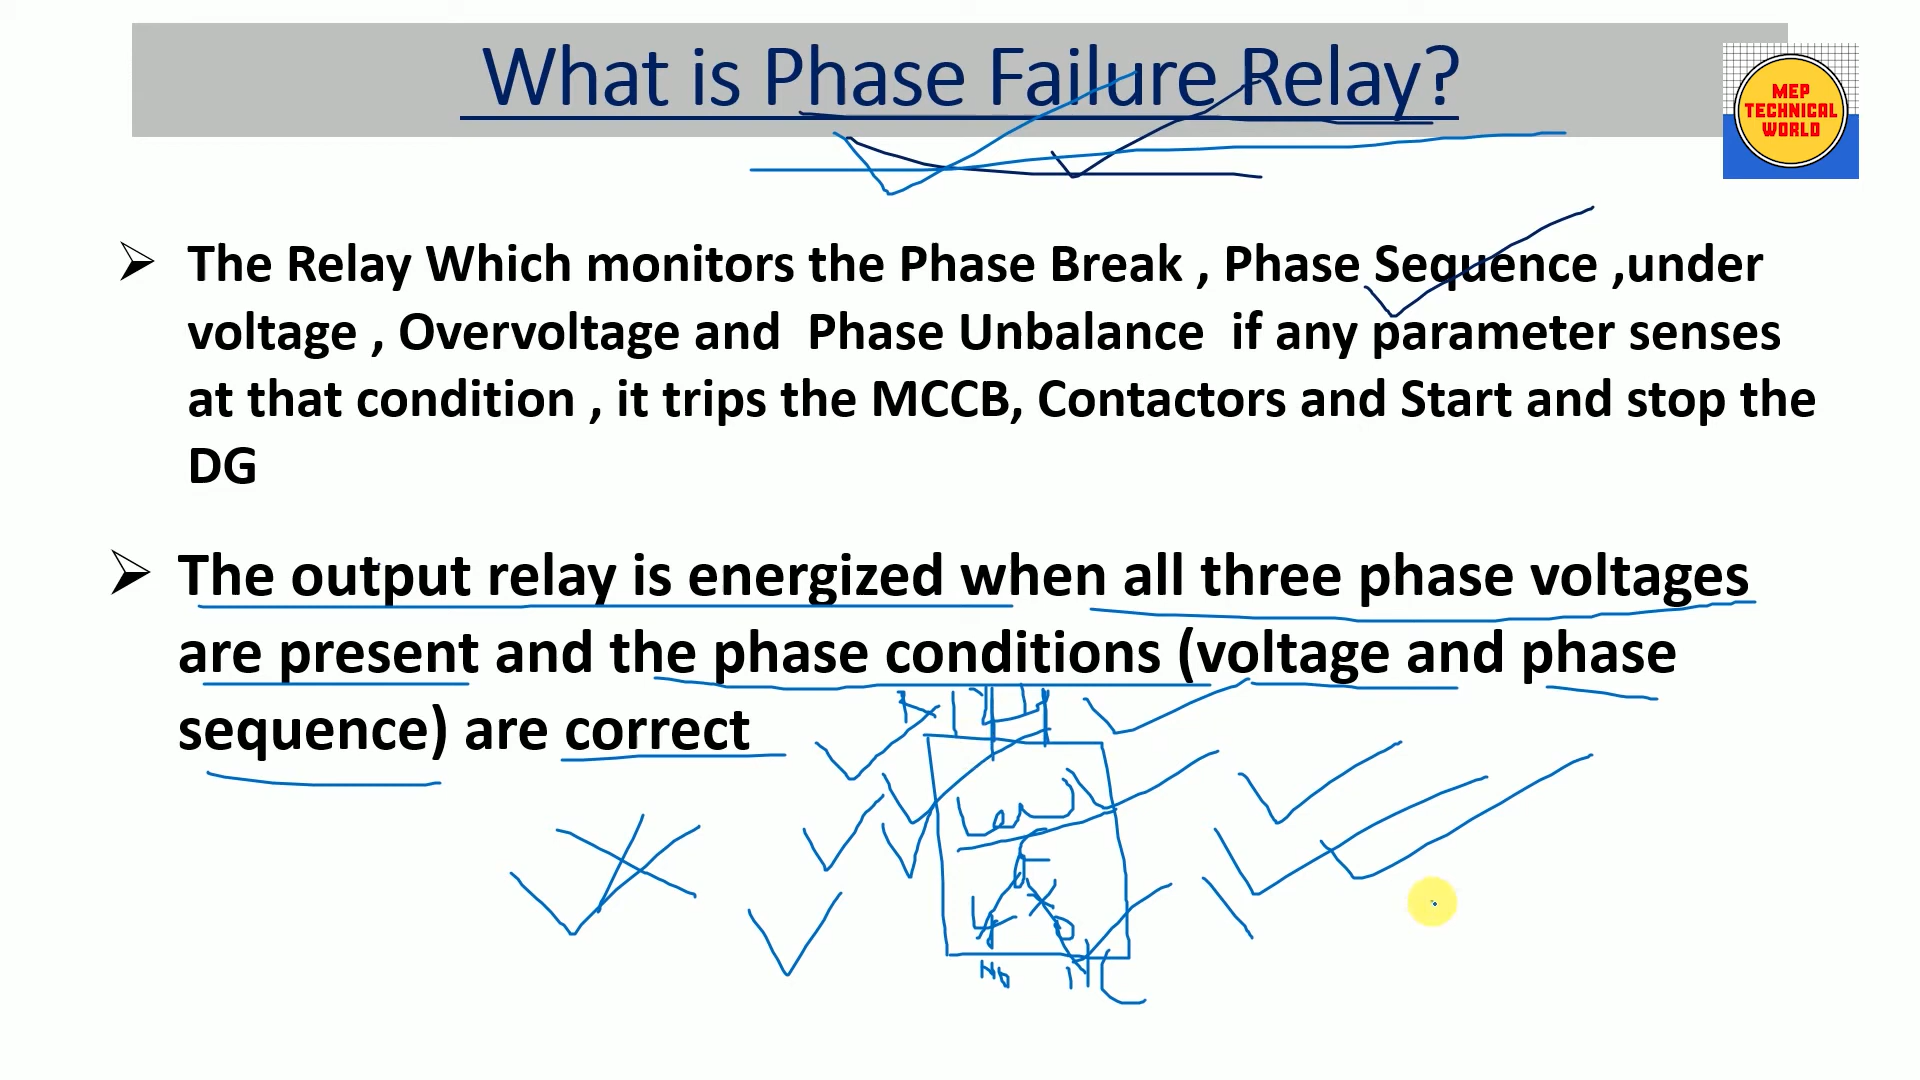 What is Phase Failure Relay?
MEP
TECHNICAL
WORLD
The Relay Which monitors the Phase Break , Phase Sequence ,under
voltage , Overvoltage and Phase Unbalance if any parameter senses
at that condition , it trips the MCCB, Contactors and Start and stop the
DG
The output relay is energized when all three phase voltages
are present and the phase conditions (voltage and phase
sequence) are correct
No
NC